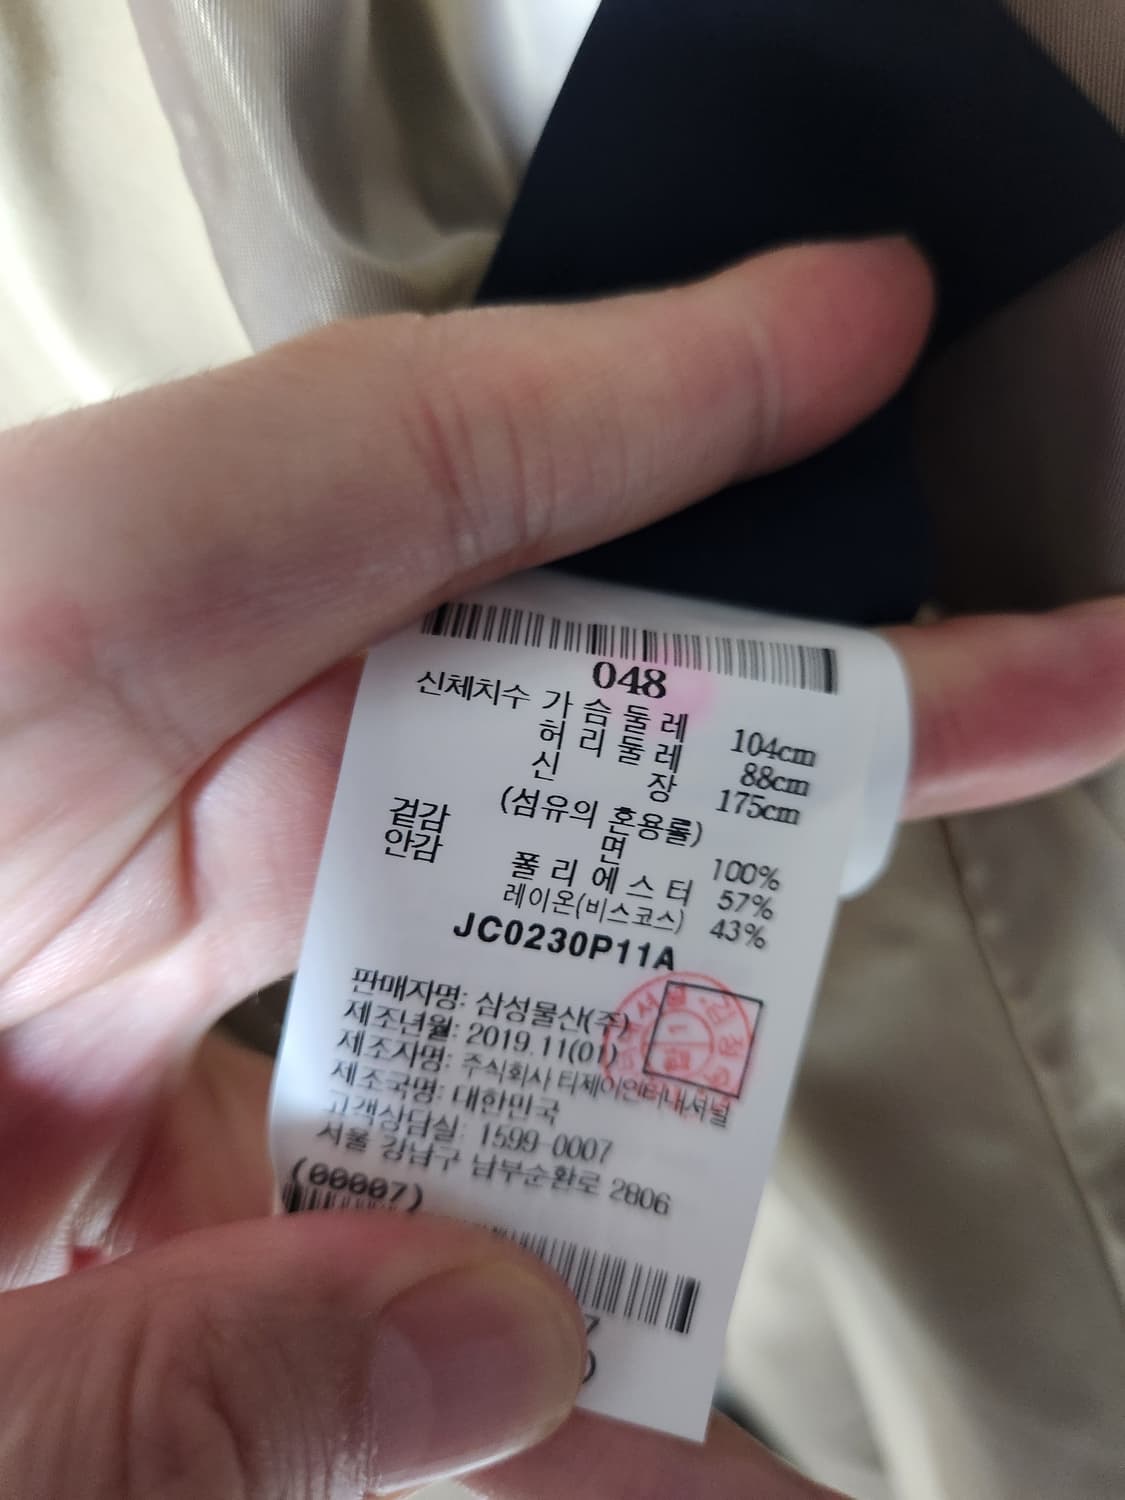 048
신체치수 가슴둘레 104cm
허리둘레 88cm
신장 175cm
(섬유의 혼용률)
겉감 면 100%
안감 폴리에스터 57%
레이온(비스코스) 43%
JC0230P11A
판매자명: 삼성물산(주)
제조년월: 2019.11(01)
제조자명: 주식회사 티제이인터내셔널
제조국명: 대한민국
고객상담실: 1599-0007
서울 강남구 남부순환로 2806
(00007)